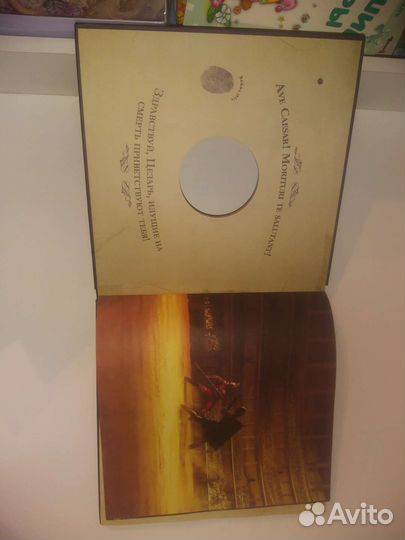 AVE CAESAR! MORITURI TE SALUTANT!
ЗДРАВСТВУЙ, ЦЕЗАРЬ, ИДУЩИЕ НА
СМЕРТЬ ПРИВЕТСТВУЮТ ТЕБЯ!
Avito